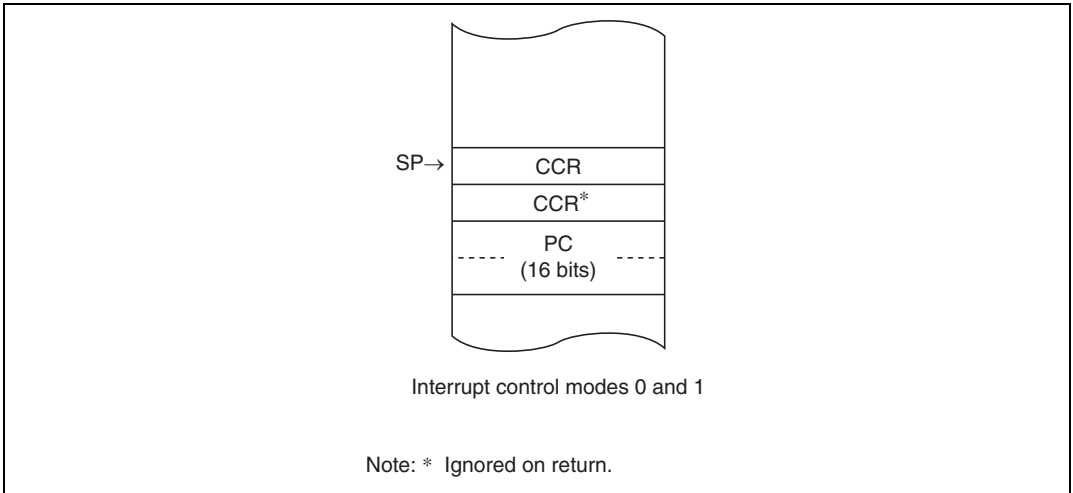 SP→
CCR
CCR*
PC
(16 bits)
Interrupt control modes 0 and 1
Note: * Ignored on return.